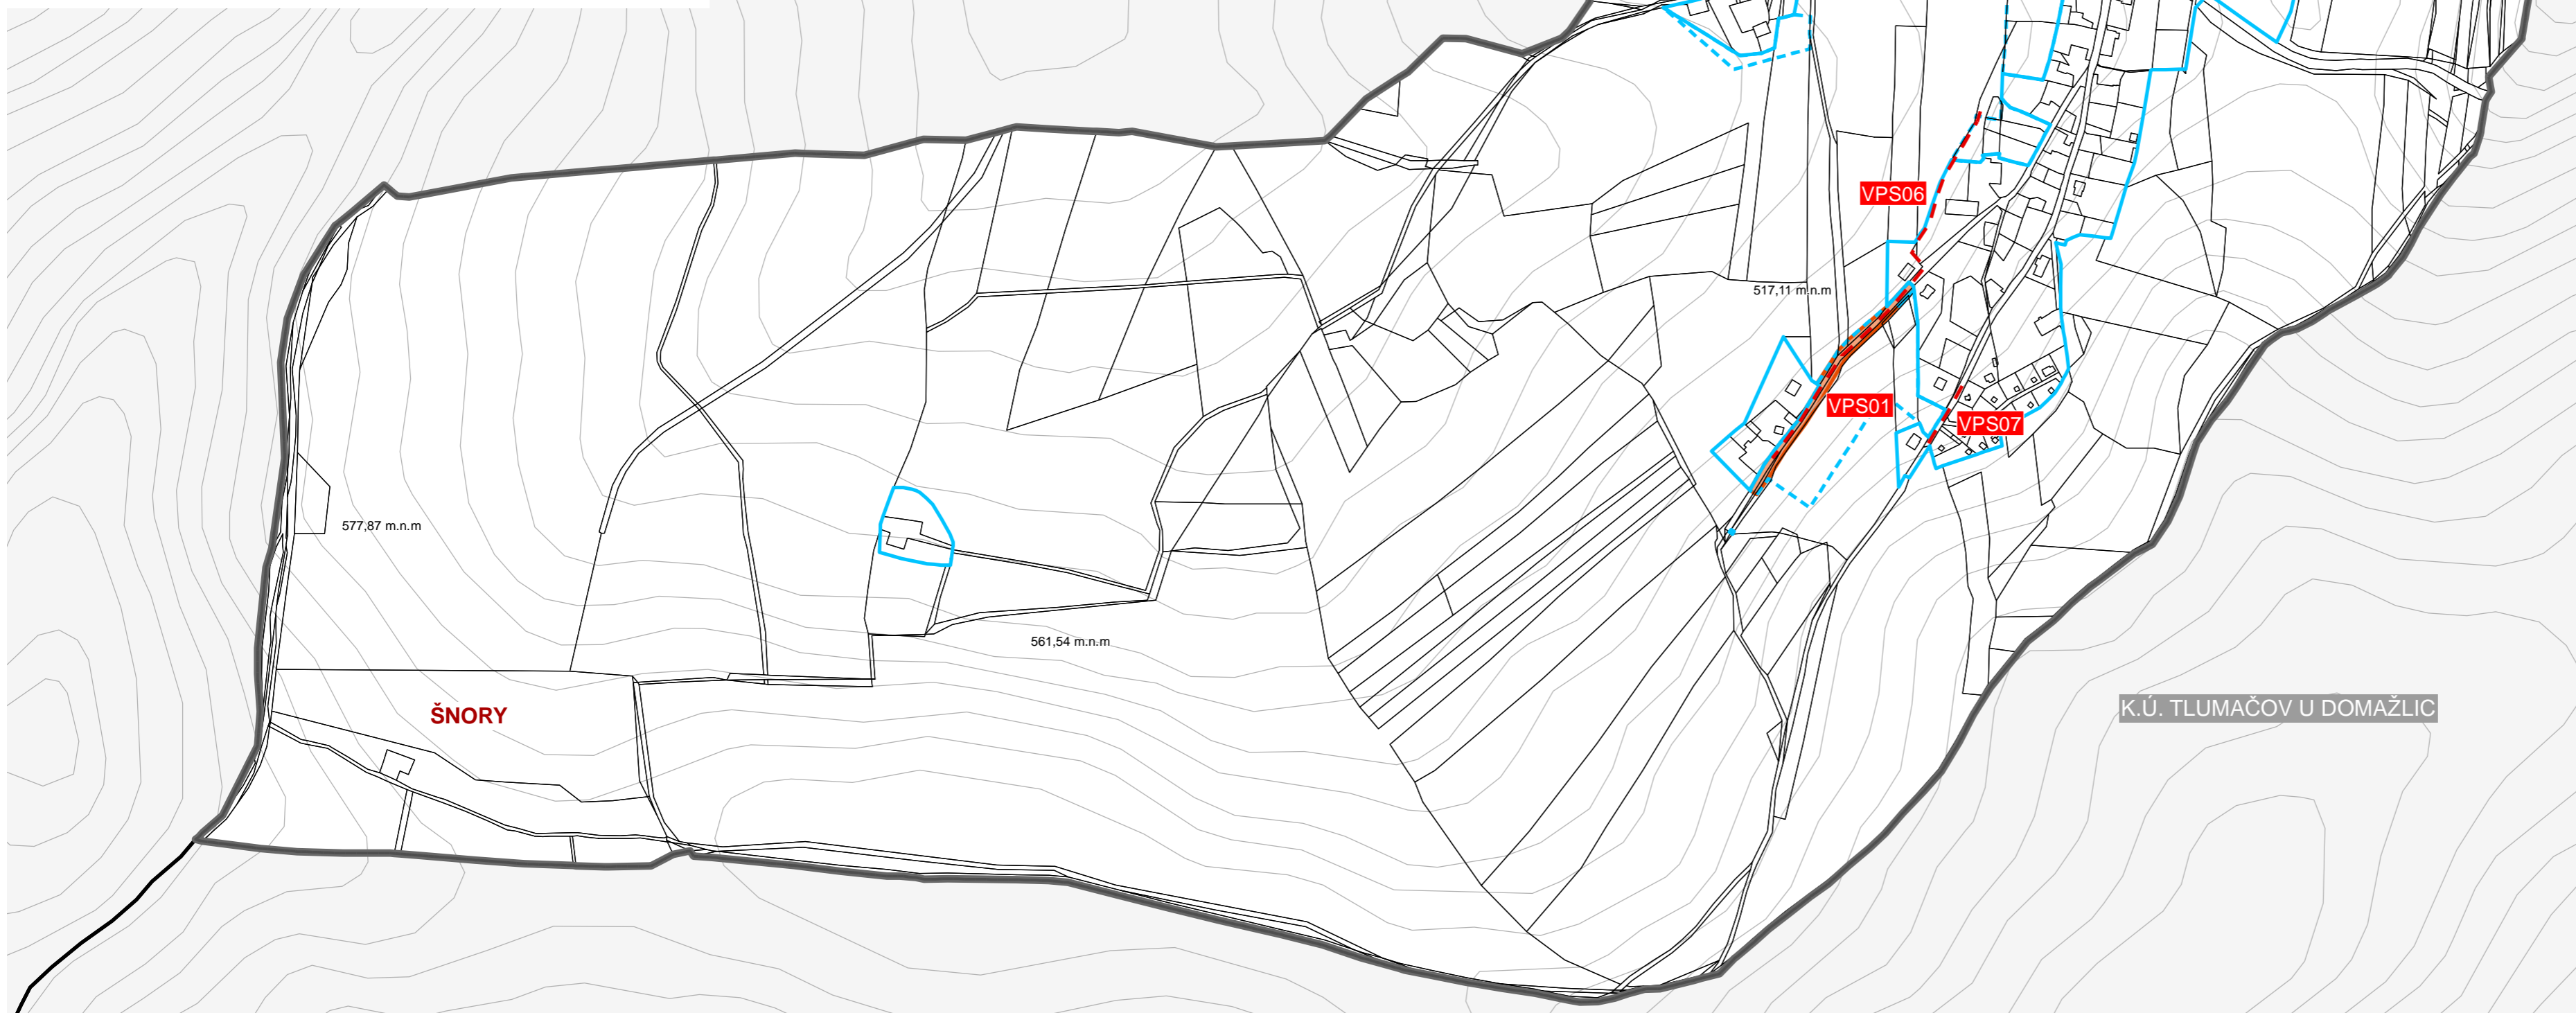 VPS06
517,11 m.n.m
VPS01
VPS07
577,87 m.n.m
561,54 m.n.m
ŠNORY
K.Ú. TLUMAČOV U DOMAŽLIC